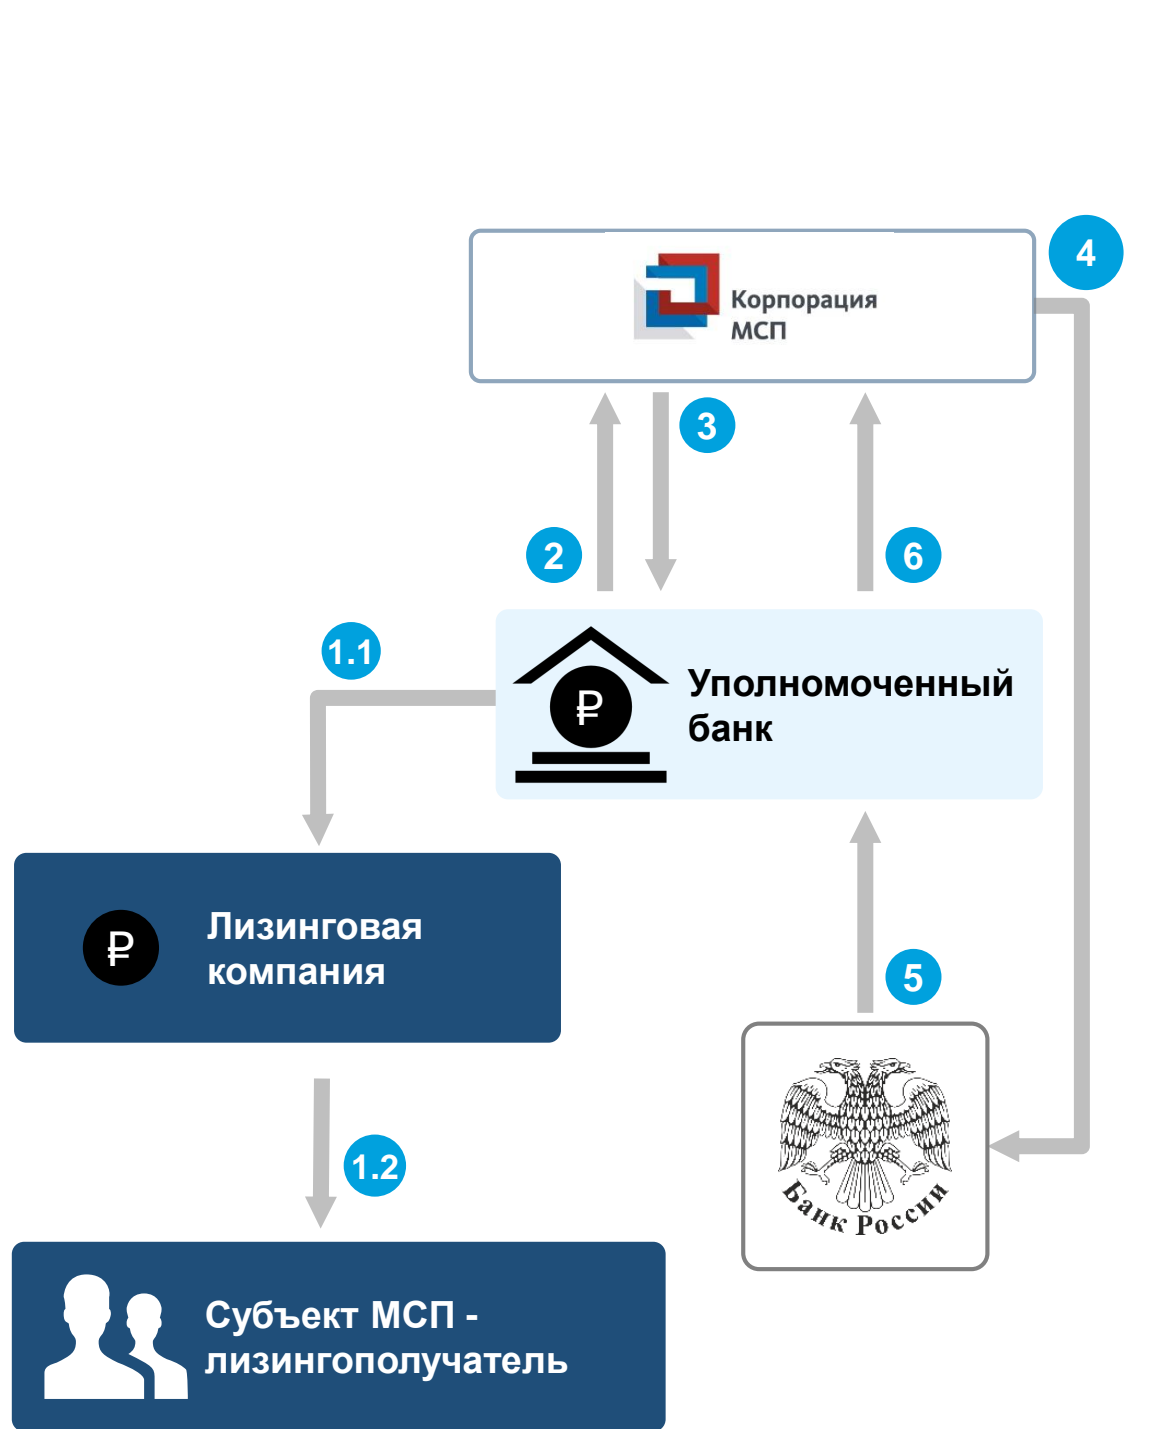 4
Корпорация
МСП
3
2
6
1.1
₽
Уполномоченный
банк
₽
Лизинговая
компания
5
1.2
Банк России
Субъект МСП -
лизингополучатель